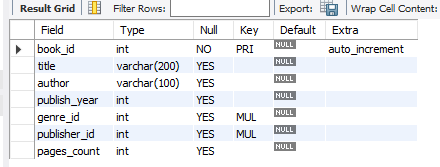 Result Grid Filter Rows: Export: Wrap Cell Content:
Field Type Null Key Default Extra
book_id int NO PRI NULL auto_increment
title varchar(200) YES NULL
author varchar(100) YES NULL
publish_year int YES NULL
genre_id int YES MUL NULL
publisher_id int YES MUL NULL
pages_count int YES NULL